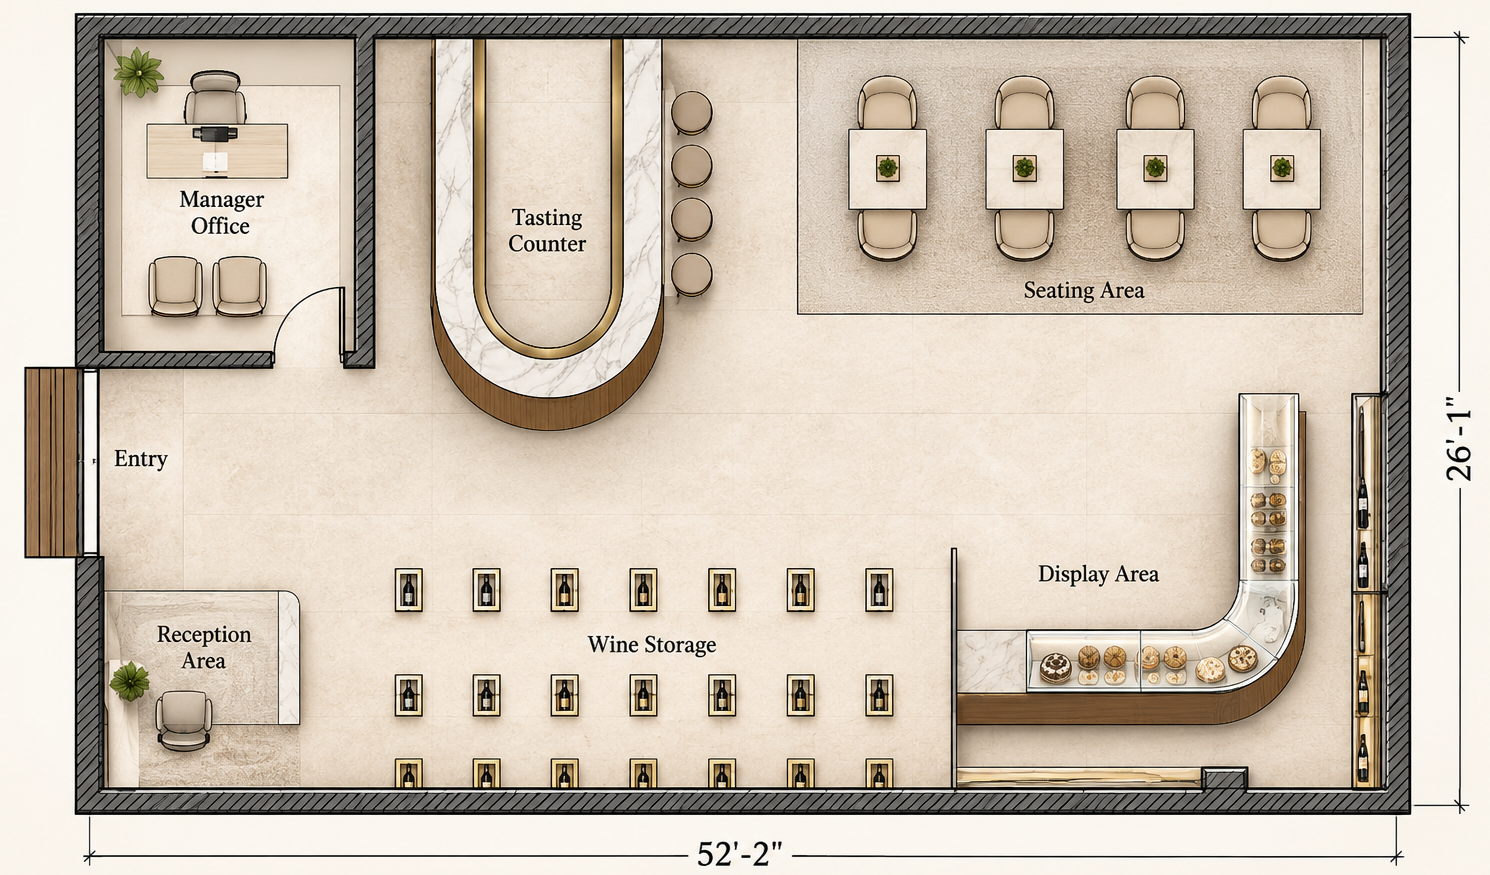 Manager
Office
Tasting
Counter
Seating Area
Entry
26'-1"
Display Area
Reception
Area
Wine Storage
52'-2"